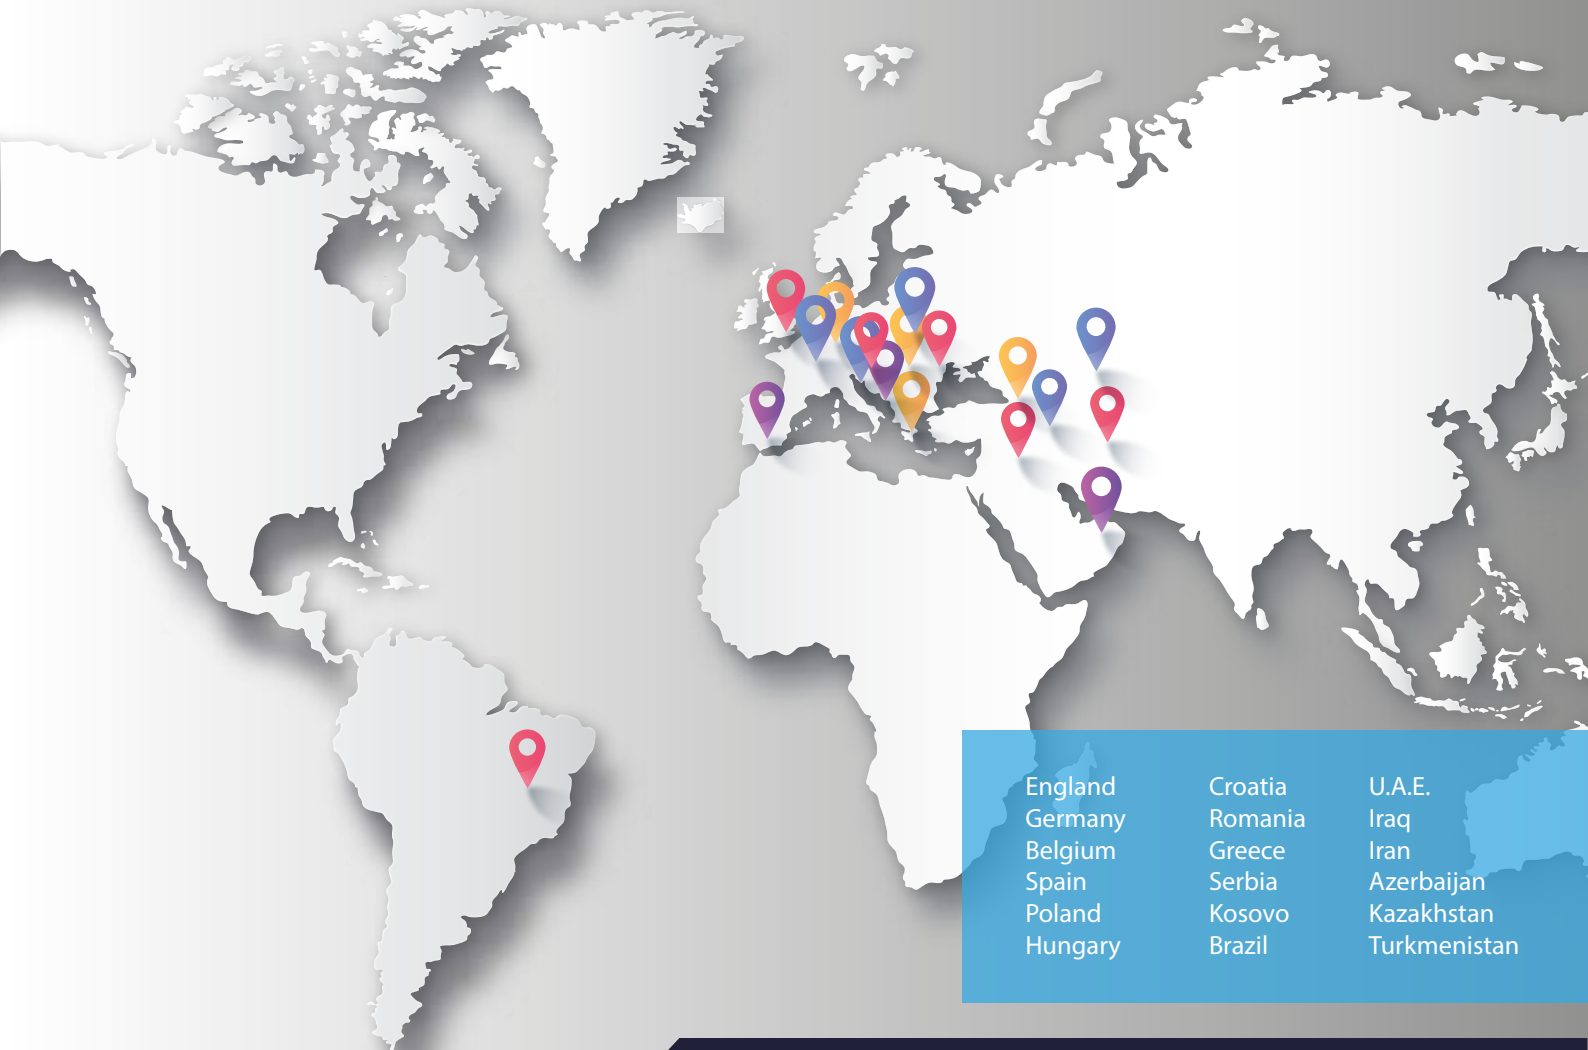 England
Germany
Belgium
Spain
Poland
Hungary
Croatia
Romania
Greece
Serbia
Kosovo
Brazil
U.A.E.
Iraq
Iran
Azerbaijan
Kazakhstan
Turkmenistan